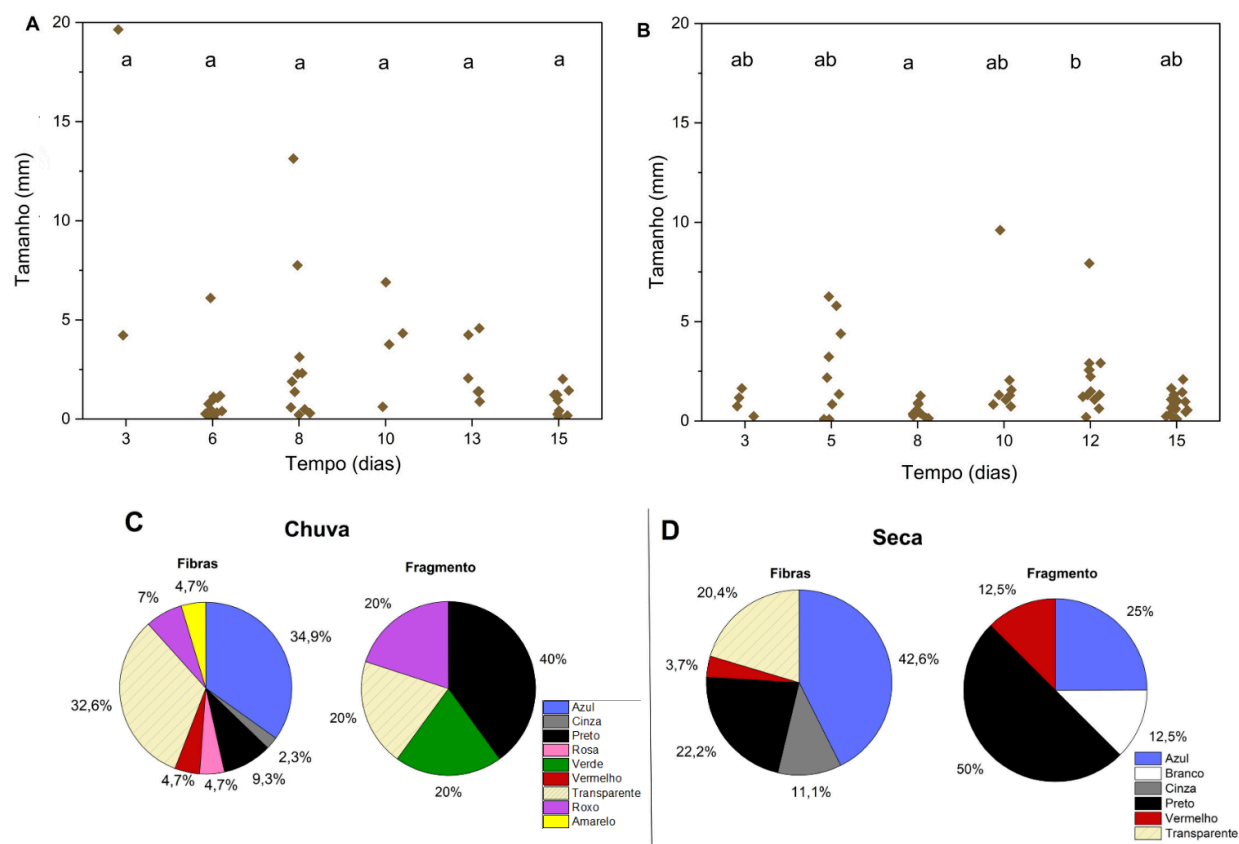 A
20
15
10
5
0
Tamanho (mm)
a a a a a a
3 6 8 10 13 15
Tempo (dias)
B
20
15
10
5
0
Tamanho (mm)
ab ab a ab b ab
3 5 8 10 12 15
Tempo (dias)
C
Chuva
Fibras
7%
4,7%
34,9%
32,6%
2,3%
4,7%
4,7%
9,3%
Fragmento
20%
40%
20%
20%
Azul
Cinza
Preto
Rosa
Verde
Vermelho
Transparente
Roxo
Amarelo
D
Seca
Fibras
20,4%
42,6%
3,7%
22,2%
11,1%
Fragmento
12,5%
25%
50%
12,5%
Azul
Branco
Cinza
Preto
Vermelho
Transparente